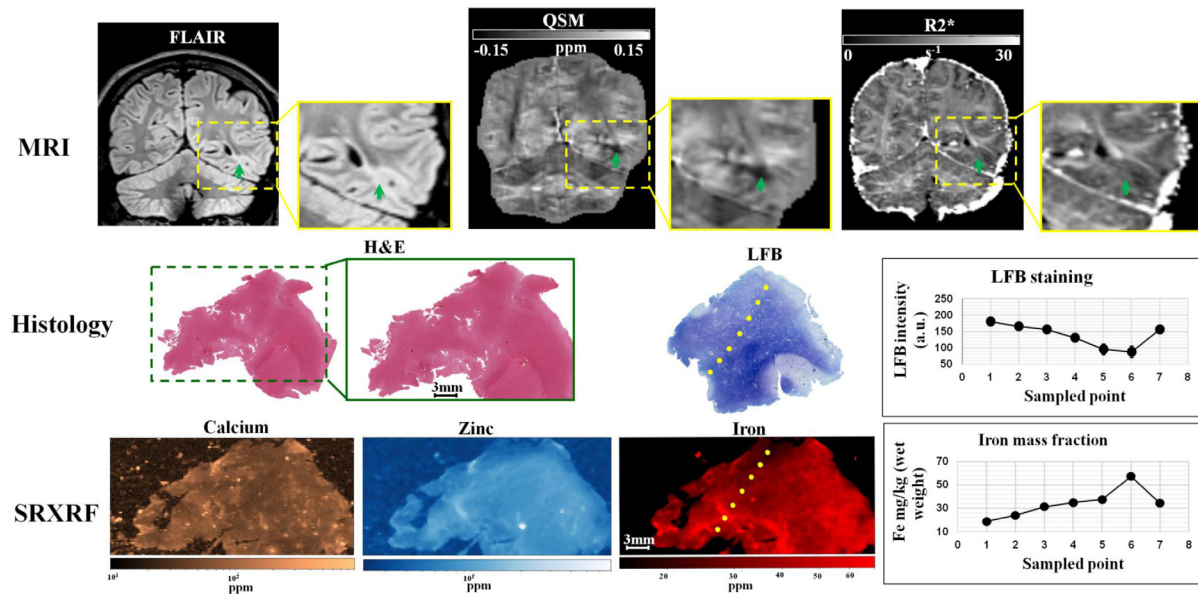 FLAIR
QSM
-0.15 ppm 0.15
R2*
0 s⁻¹ 30
MRI
H&E
3mm
LFB
Histology
LFB staining
LFB intensity
(a.u.)
250
200
150
100
50
0 1 2 3 4 5 6 7 8
Sampled point
Calcium
Zinc
Iron
SRXRF
3mm
10¹ 10²
ppm
ppm
20 30 40 50 60
ppm
Iron mass fraction
Fe mg/kg (wet
weight)
70
50
30
10
0 1 2 3 4 5 6 7 8
Sampled point